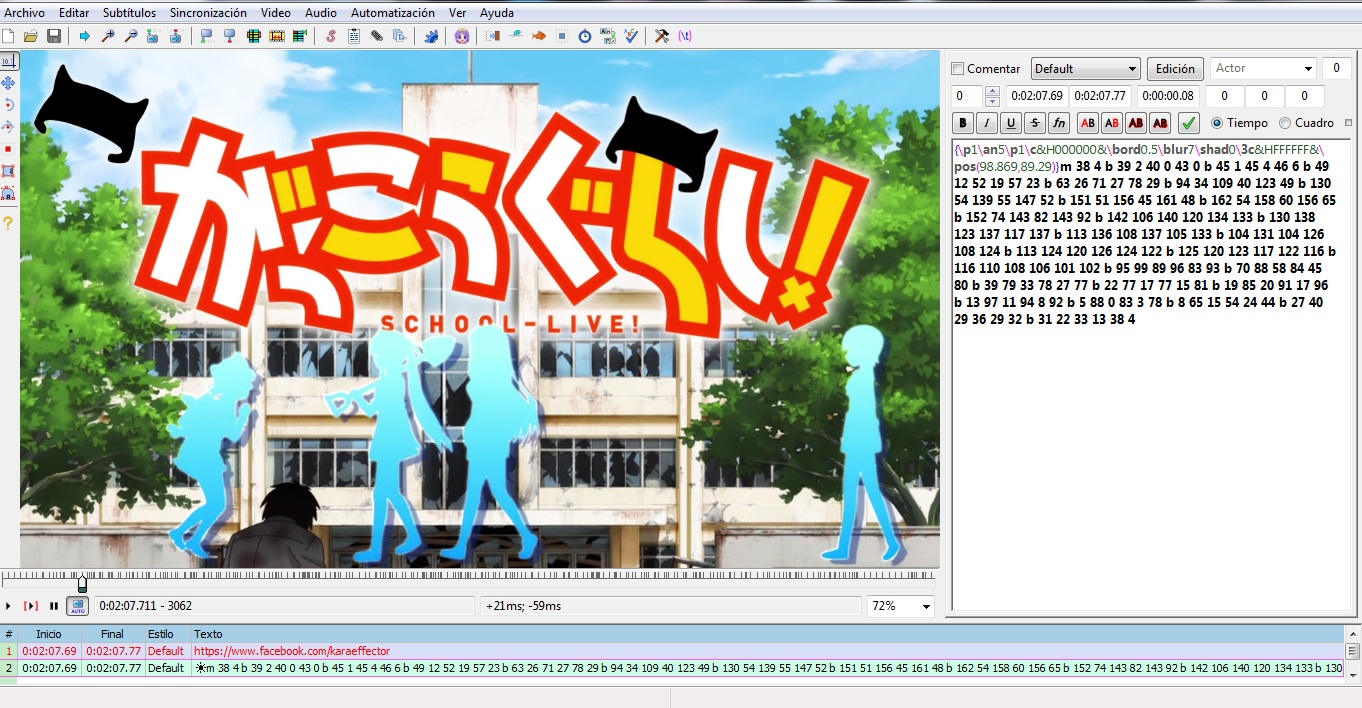 Archivo Editar Subtítulos Sincronización Video Audio Automatización Ver Ayuda
Comentar Default Edición Actor 0
0 0:02:07.69 0:02:07.77 0:00:00.08 0 0 0
B I U S fn AB AB AB AB Tiempo Cuadro
{\p1\an5\p1\c&H000000&\bord0.5\blur7\shad0\3c&HFFFFFF&\
pos(98.869,89.29)}m 38 4 b 39 2 40 0 43 0 b 45 1 45 4 46 6 b 49
12 52 19 57 23 b 63 26 71 27 78 29 b 94 34 109 40 123 49 b 130
54 139 55 147 52 b 151 51 156 45 161 48 b 162 54 158 60 156 65
b 152 74 143 82 143 92 b 142 106 140 120 134 133 b 130 138
123 137 117 137 b 113 136 108 137 105 133 b 104 131 104 126
108 124 b 113 124 120 126 124 122 b 125 120 123 117 122 116 b
116 110 108 106 101 102 b 95 99 89 96 83 93 b 70 88 58 84 45
80 b 39 79 33 78 27 77 b 22 77 17 77 15 81 b 19 85 20 91 17 96
b 13 97 11 94 8 92 b 5 88 0 83 3 78 b 8 65 15 54 24 44 b 27 40
29 36 29 32 b 31 22 33 13 38 4
がっこうぐらし!
SCHOOL-LIVE!
AUTO 0:02:07.711 - 3062 +21ms; -59ms 72%
# Inicio Final Estilo Texto
1 0:02:07.69 0:02:07.77 Default https://www.facebook.com/karaeffector
2 0:02:07.69 0:02:07.77 Default ☀m 38 4 b 39 2 40 0 43 0 b 45 1 45 4 46 6 b 49 12 52 19 57 23 b 63 26 71 27 78 29 b 94 34 109 40 123 49 b 130 54 139 55 147 52 b 151 51 156 45 161 48 b 162 54 158 60 156 65 b 152 74 143 82 143 92 b 142 106 140 120 134 133 b 130